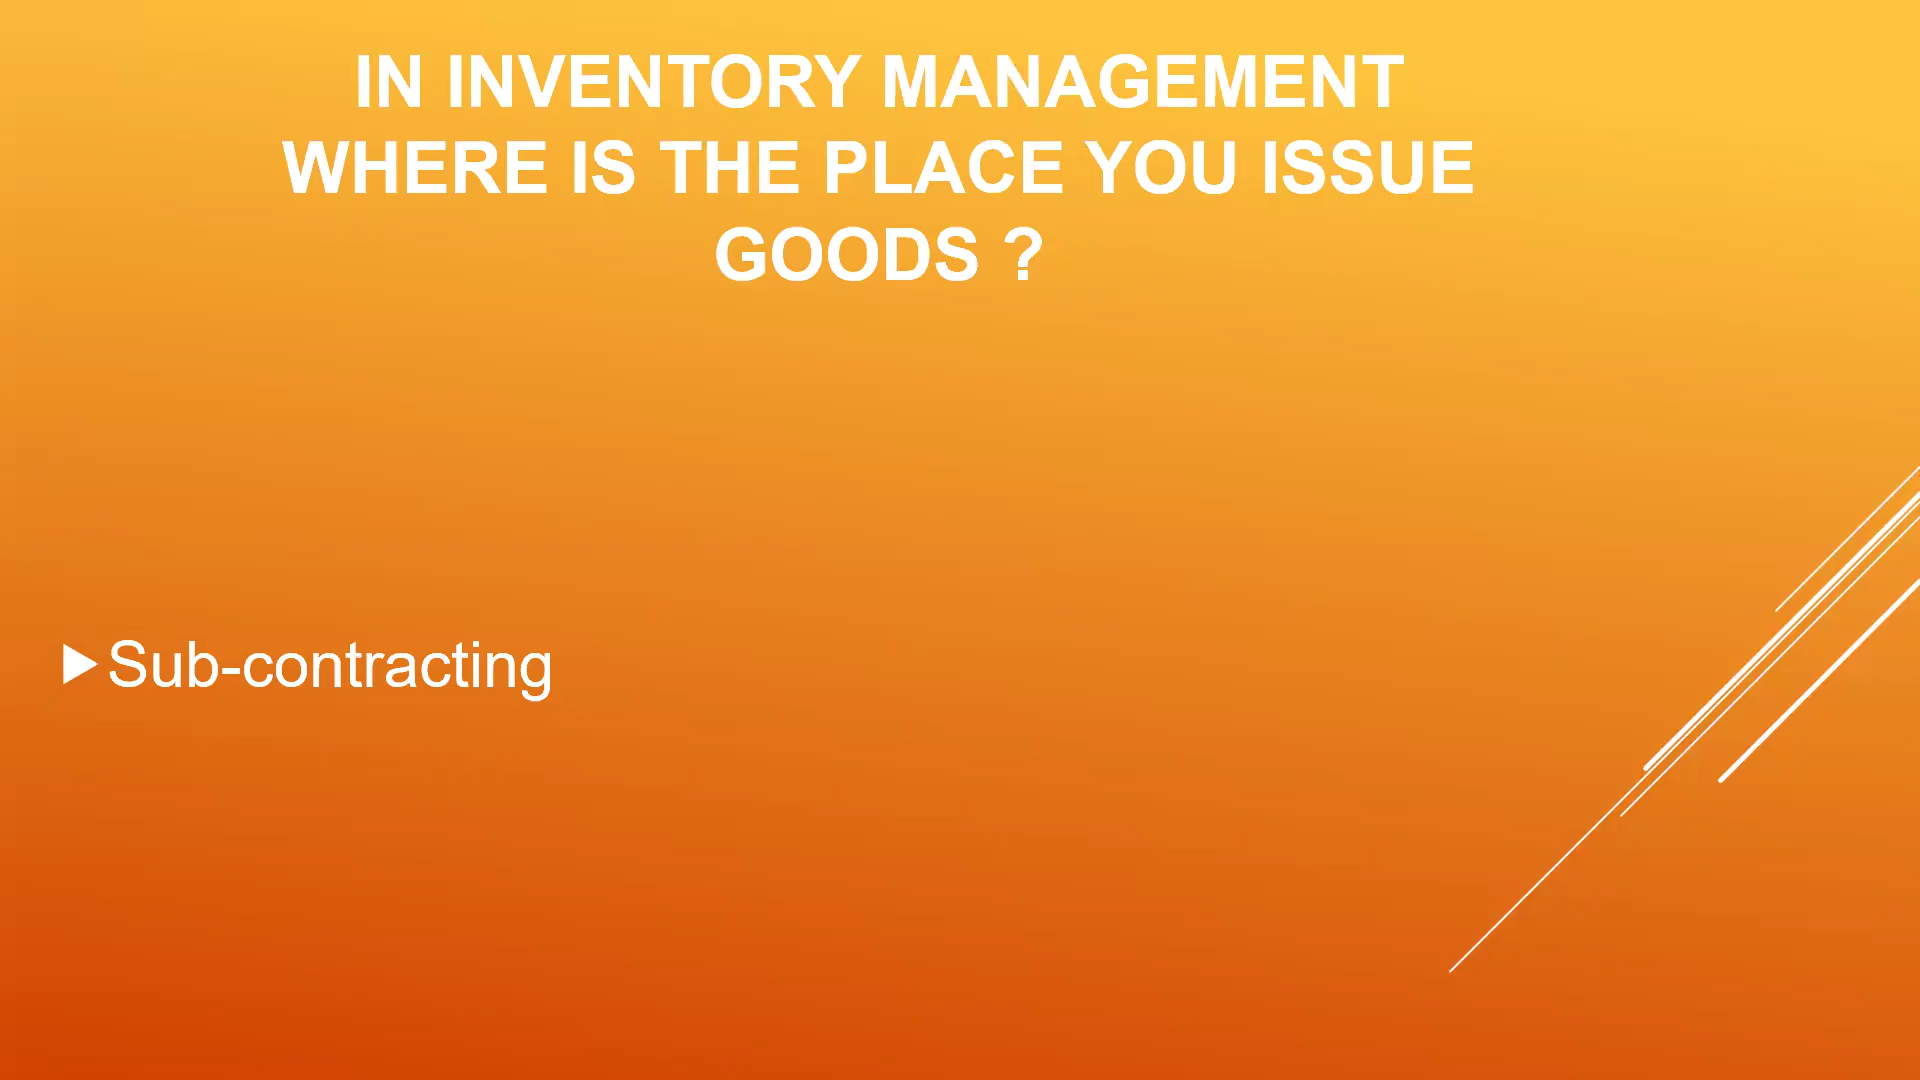 IN INVENTORY MANAGEMENT
WHERE IS THE PLACE YOU ISSUE
GOODS ?
Sub-contracting